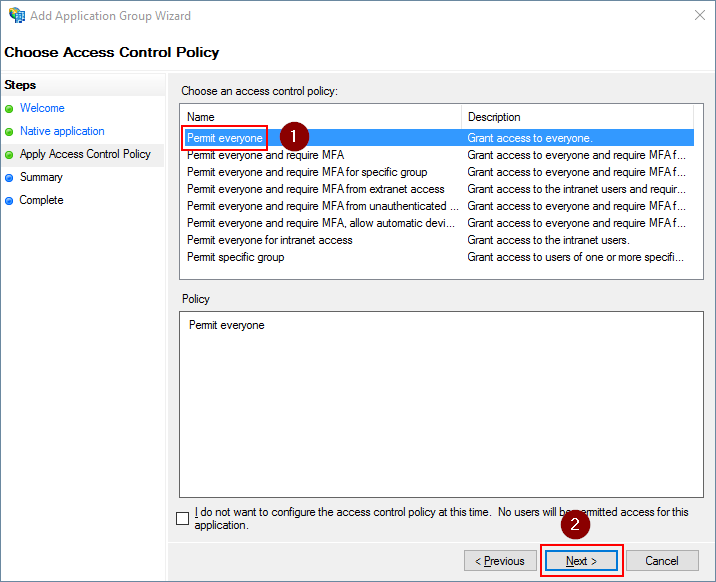 Add Application Group Wizard
Choose Access Control Policy
Steps
Welcome
Native application
Apply Access Control Policy
Summary
Complete
Choose an access control policy:
Name Description
Permit everyone Grant access to everyone.
1
Permit everyone and require MFA Grant access to everyone and require MFA f...
Permit everyone and require MFA for specific group Grant access to everyone and require MFA f...
Permit everyone and require MFA from extranet access Grant access to the intranet users and requir...
Permit everyone and require MFA from unauthenticated ... Grant access to everyone and require MFA f...
Permit everyone and require MFA, allow automatic devi... Grant access to everyone and require MFA f...
Permit everyone for intranet access Grant access to the intranet users.
Permit specific group Grant access to users of one or more specifi...
Policy
Permit everyone
I do not want to configure the access control policy at this time. No users will be permitted access for this
application.
2
< Previous Next > Cancel